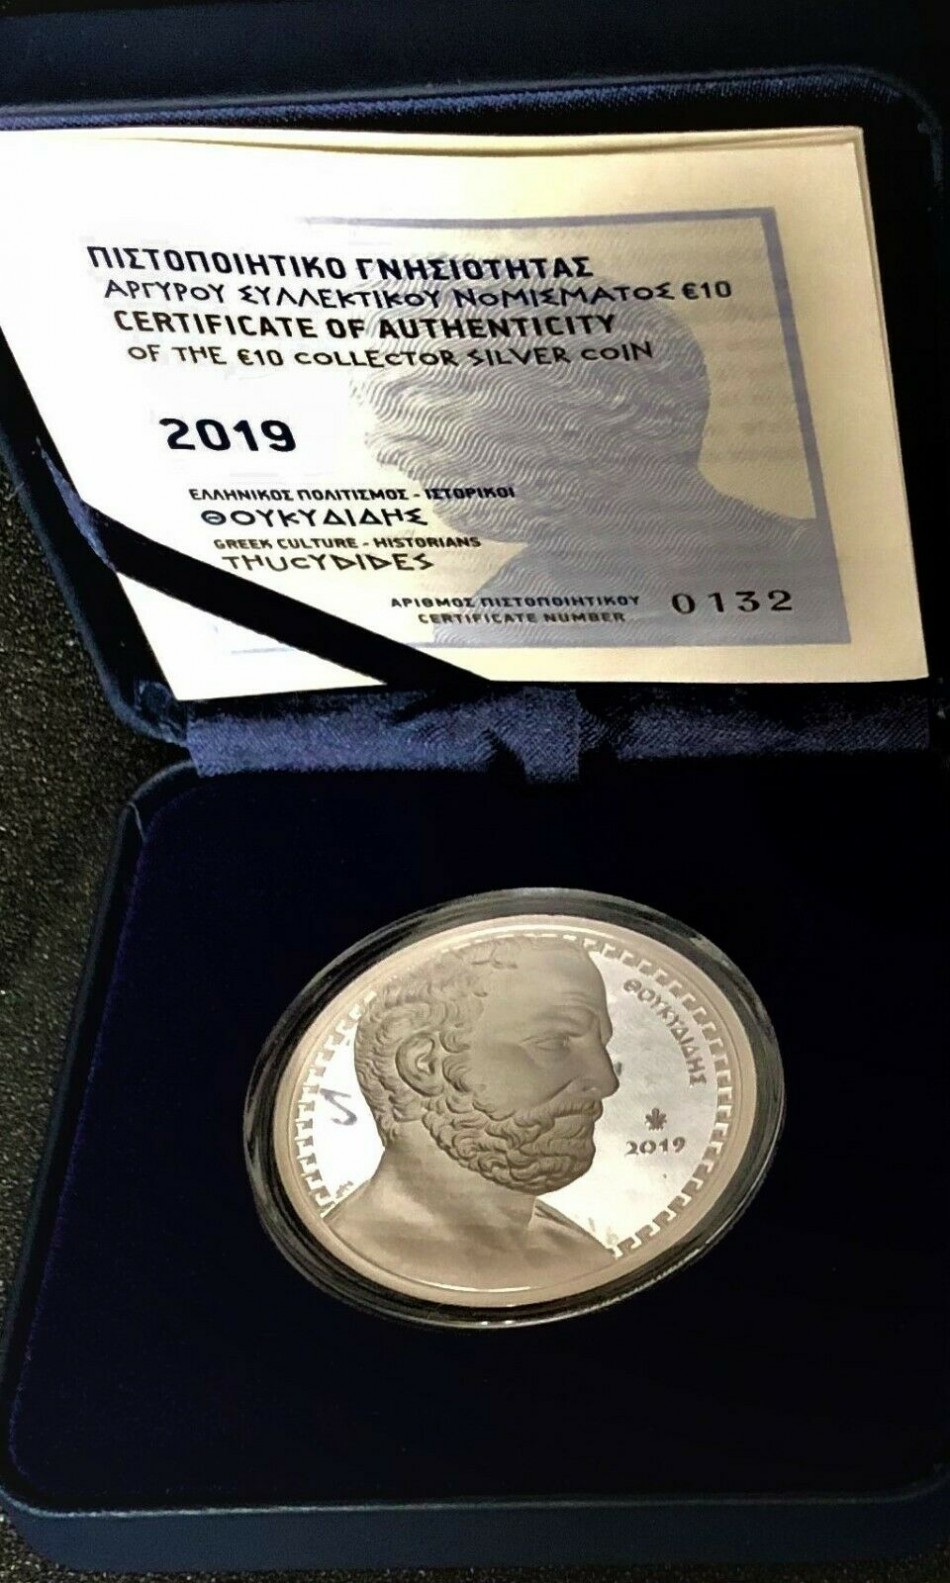 ΠΙΣΤΟΠΟΙΗΤΙΚΟ ΓΝΗΣΙΟΤΗΤΑΣ
ΑΡΓΥΡΟΥ ΣΥΛΛΕΚΤΙΚΟΥ ΝΟΜΙΣΜΑΤΟΣ €10
CERTIFICATE OF AUTHENTICITY
OF THE €10 COLLECTOR SILVER COIN
2019
ΕΛΛΗΝΙΚΟΣ ΠΟΛΙΤΙΣΜΟΣ - ΙΣΤΟΡΙΚΟΙ
ΘΟΥΚΥΔΙΔΗΣ
GREEK CULTURE - HISTORIANS
THUCYDIDES
ΑΡΙΘΜΟΣ ΠΙΣΤΟΠΟΙΗΤΙΚΟΥ 0132
CERTIFICATE NUMBER
ΘΟΥΚΥΔΙΔΗΣ
2019